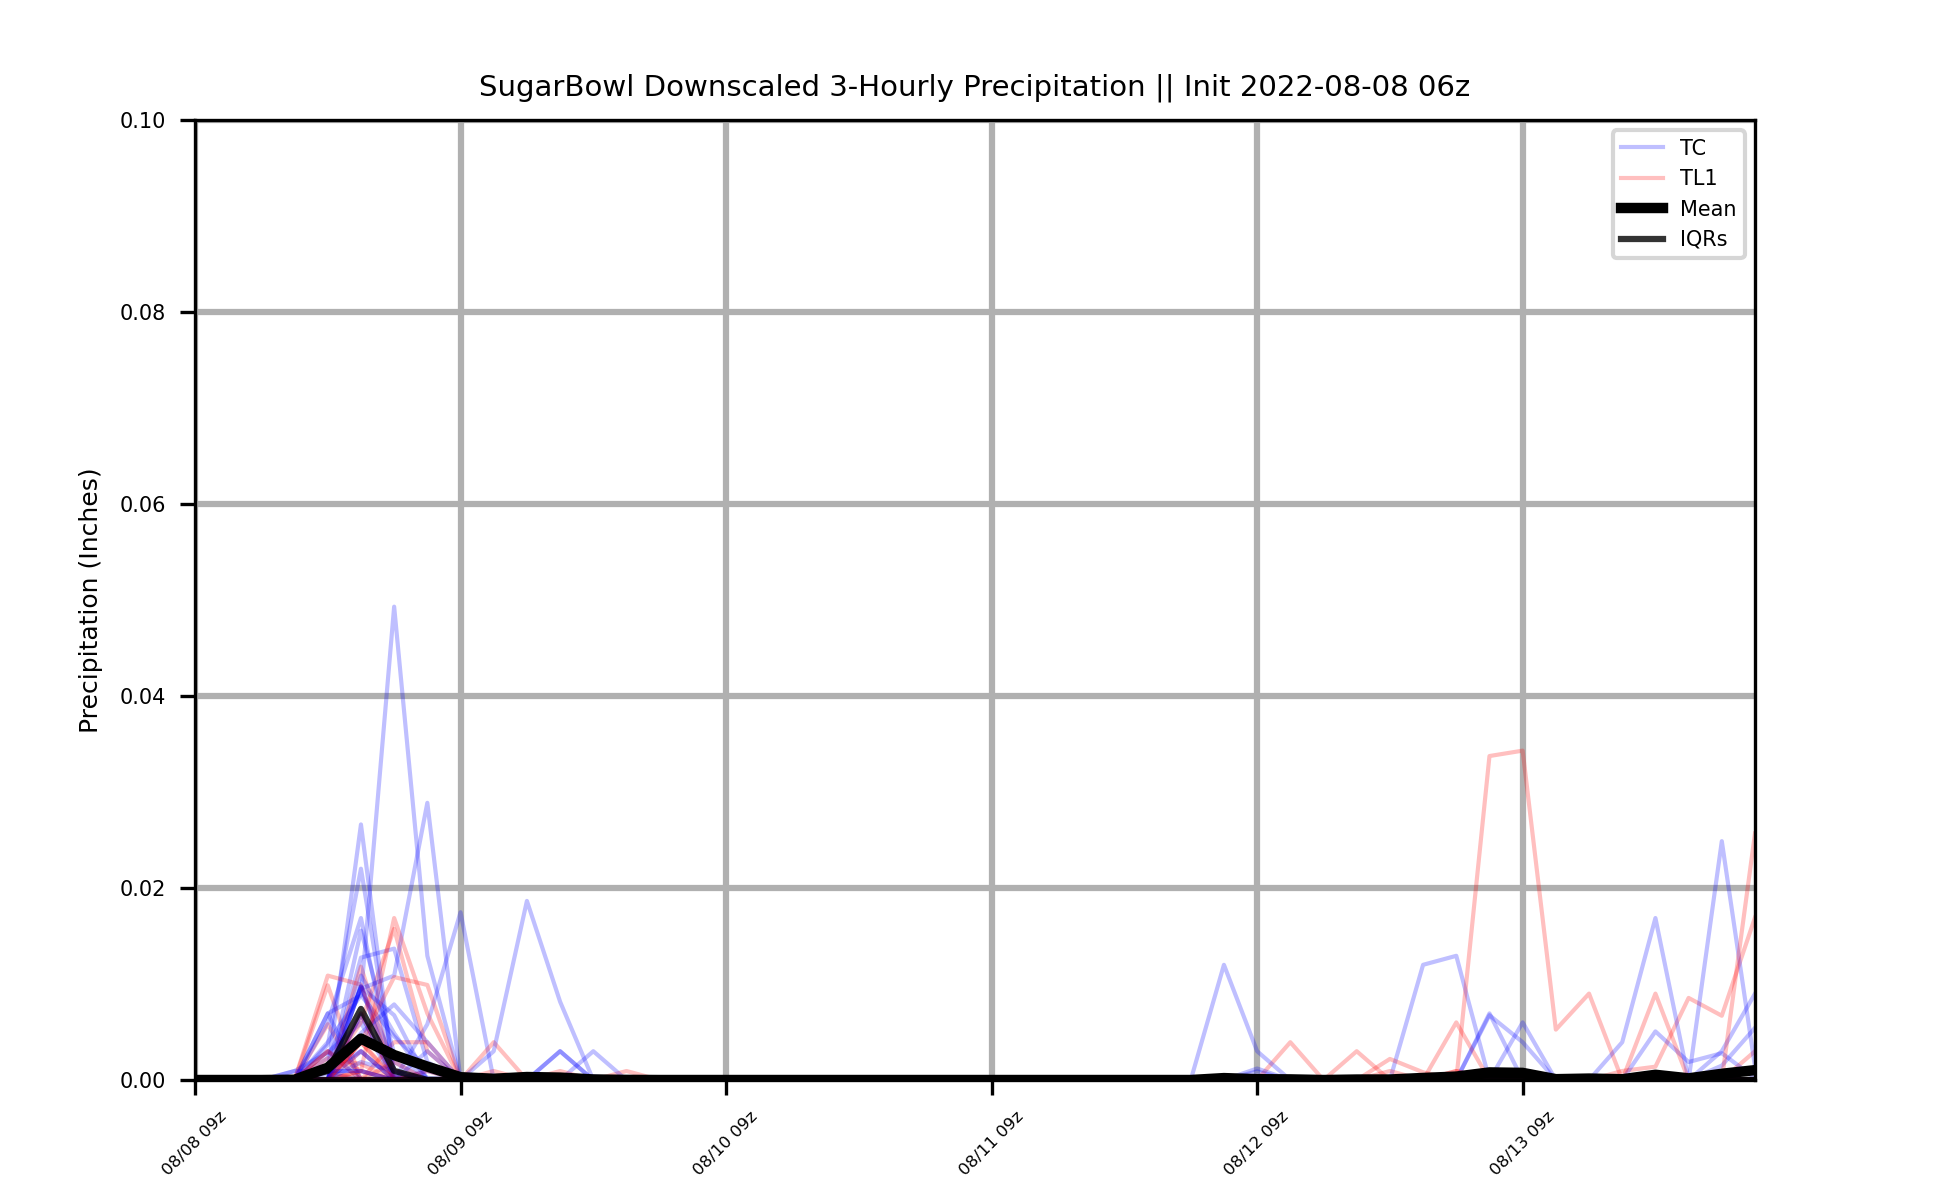 SugarBowl Downscaled 3-Hourly Precipitation || Init 2022-08-08 06z
Precipitation (Inches)
0.10
0.08
0.06
0.04
0.02
0.00
TC
TL1
Mean
IQRs
08/08 09z
08/09 09z
08/10 09z
08/11 09z
08/12 09z
08/13 09z